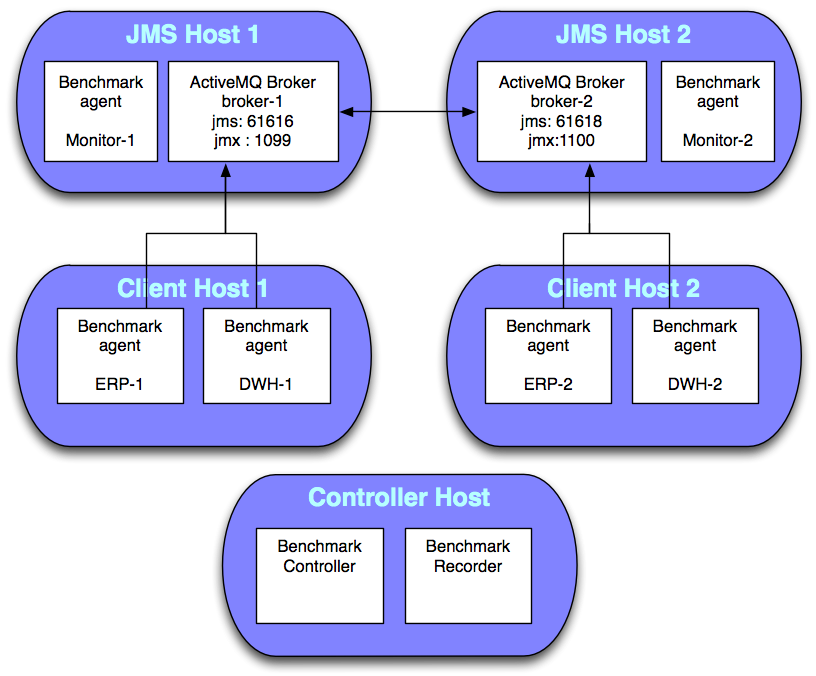 JMS Host 1
Benchmark
agent
Monitor-1
ActiveMQ Broker
broker-1
jms: 61616
jmx : 1099
JMS Host 2
ActiveMQ Broker
broker-2
jms: 61618
jmx:1100
Benchmark
agent
Monitor-2
Client Host 1
Benchmark
agent
ERP-1
Benchmark
agent
DWH-1
Client Host 2
Benchmark
agent
ERP-2
Benchmark
agent
DWH-2
Controller Host
Benchmark
Controller
Benchmark
Recorder